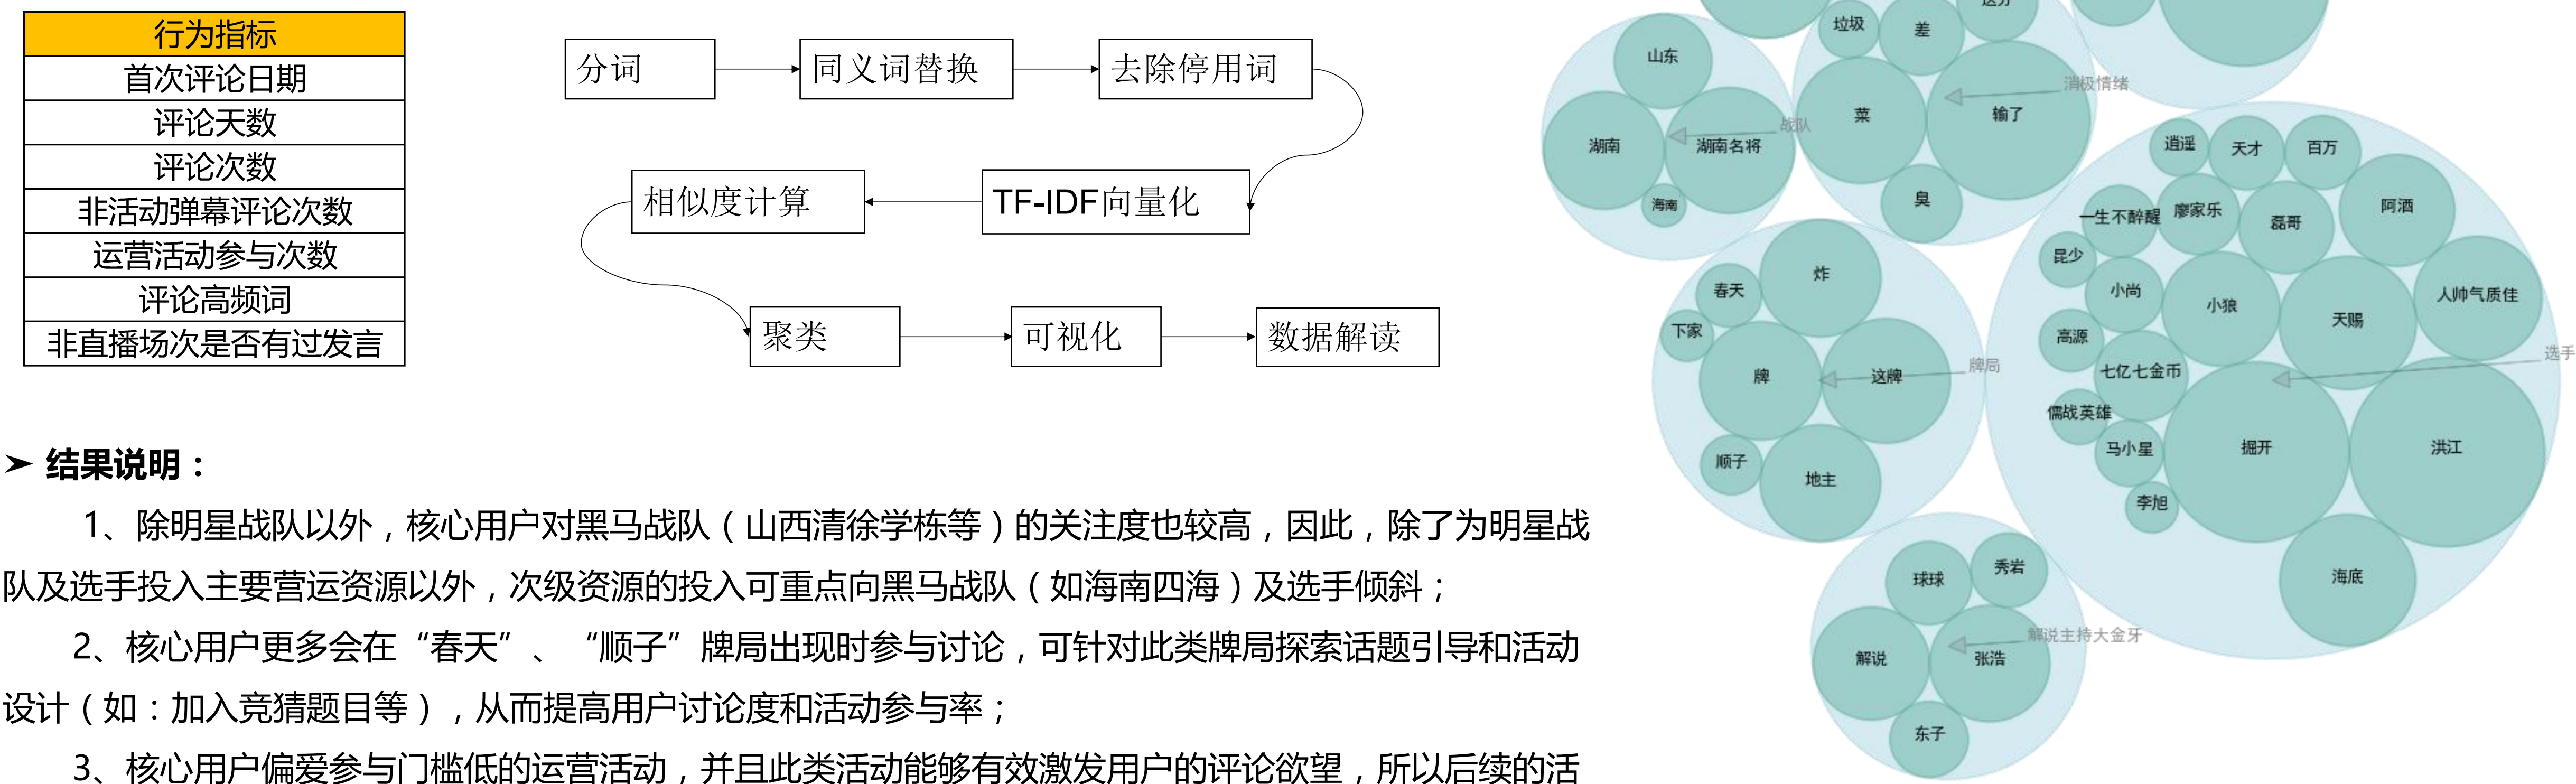 行为指标
首次评论日期
评论天数
评论次数
非活动弹幕评论次数
运营活动参与次数
评论高频词
非直播场次是否有过发言
分词
同义词替换
去除停用词
TF-IDF向量化
相似度计算
聚类
可视化
数据解读
➢ 结果说明：
1、除明星战队以外，核心用户对黑马战队（山西清徐学栋等）的关注度也较高，因此，除了为明星战
队及选手投入主要营运资源以外，次级资源的投入可重点向黑马战队（如海南四海）及选手倾斜；
2、核心用户更多会在“春天”、“顺子”牌局出现时参与讨论，可针对此类牌局探索话题引导和活动
设计（如：加入竞猜题目等），从而提高用户讨论度和活动参与率；
3、核心用户偏爱参与门槛低的运营活动，并且此类活动能够有效激发用户的评论欲望，所以后续的活
山东
湖南
湖南名将
海南
战队
垃圾
差
菜
输了
臭
消极情绪
春天
炸
下家
牌
这牌
顺子
地主
牌局
逍遥
天才
百万
一生不醉醒
廖家乐
磊哥
阿酒
昆少
小尚
小狼
天赐
人帅气质佳
高源
七亿七金币
儒战英雄
马小星
掘开
洪江
李旭
海底
选手
球球
秀岩
解说
张浩
东子
解说主持大金牙